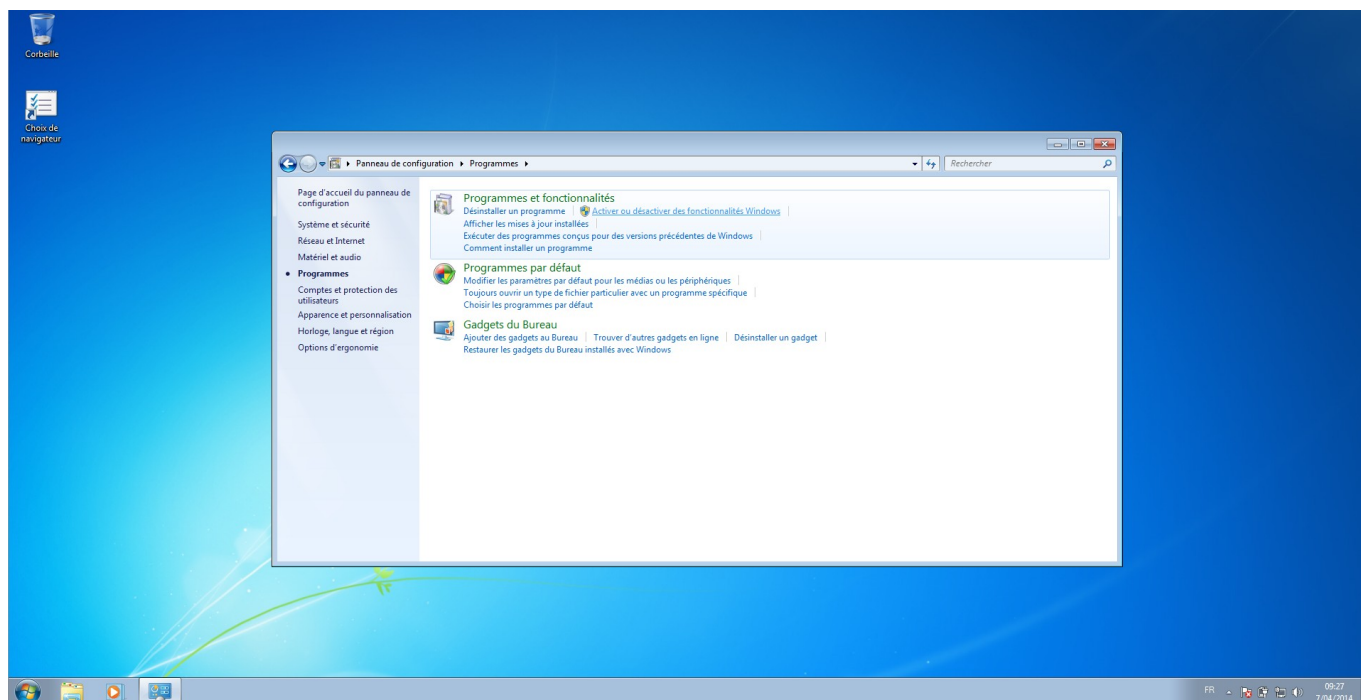 Corbeille
Choix de
navigateur
Panneau de configuration
Programmes
Rechercher
Page d'accueil du panneau de
configuration
Système et sécurité
Réseau et Internet
Matériel et audio
Programmes
Comptes et protection des
utilisateurs
Apparence et personnalisation
Horloge, langue et région
Options d'ergonomie
Programmes et fonctionnalités
Désinstaller un programme
Activer ou désactiver des fonctionnalités Windows
Afficher les mises à jour installées
Exécuter des programmes conçus pour des versions précédentes de Windows
Comment installer un programme
Programmes par défaut
Modifier les paramètres par défaut pour les médias ou les périphériques
Toujours ouvrir un type de fichier particulier avec un programme spécifique
Choisir les programmes par défaut
Gadgets du Bureau
Ajouter des gadgets au Bureau
Trouver d'autres gadgets en ligne
Désinstaller un gadget
Restaurer les gadgets du Bureau installés avec Windows
FR
09:27
7/04/2014